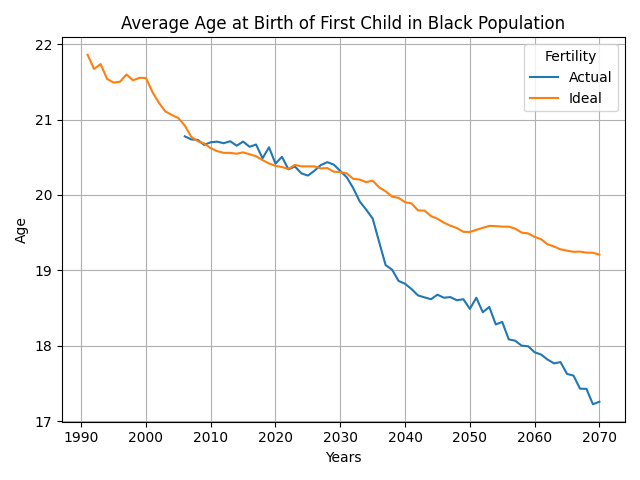 Average Age at Birth of First Child in Black Population
22
21
20
19
18
17
Age
Fertility
Actual
Ideal
1990 2000 2010 2020 2030 2040 2050 2060 2070
Years